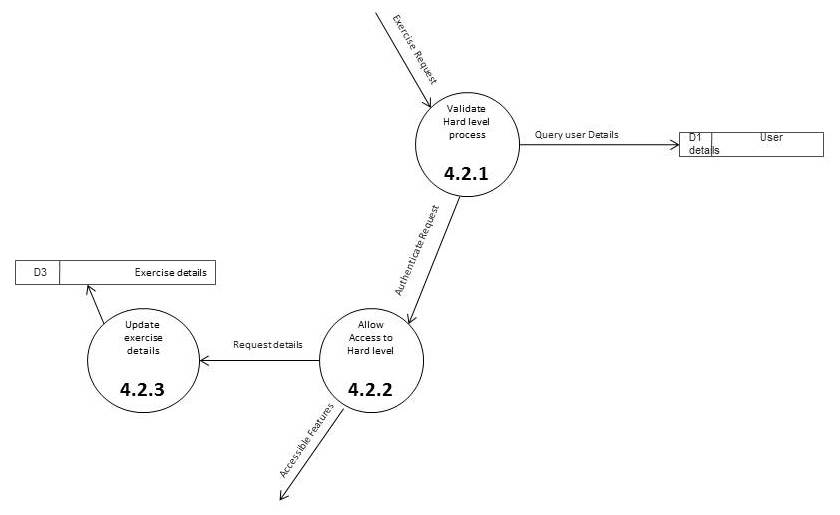 Exercise Request
Validate
Hard level
process
4.2.1
Query user Details
D1 User
details
Authenticate Request
D3 Exercise details
Update
exercise
details
4.2.3
Request details
Allow
Access to
Hard level
4.2.2
Accessible Features